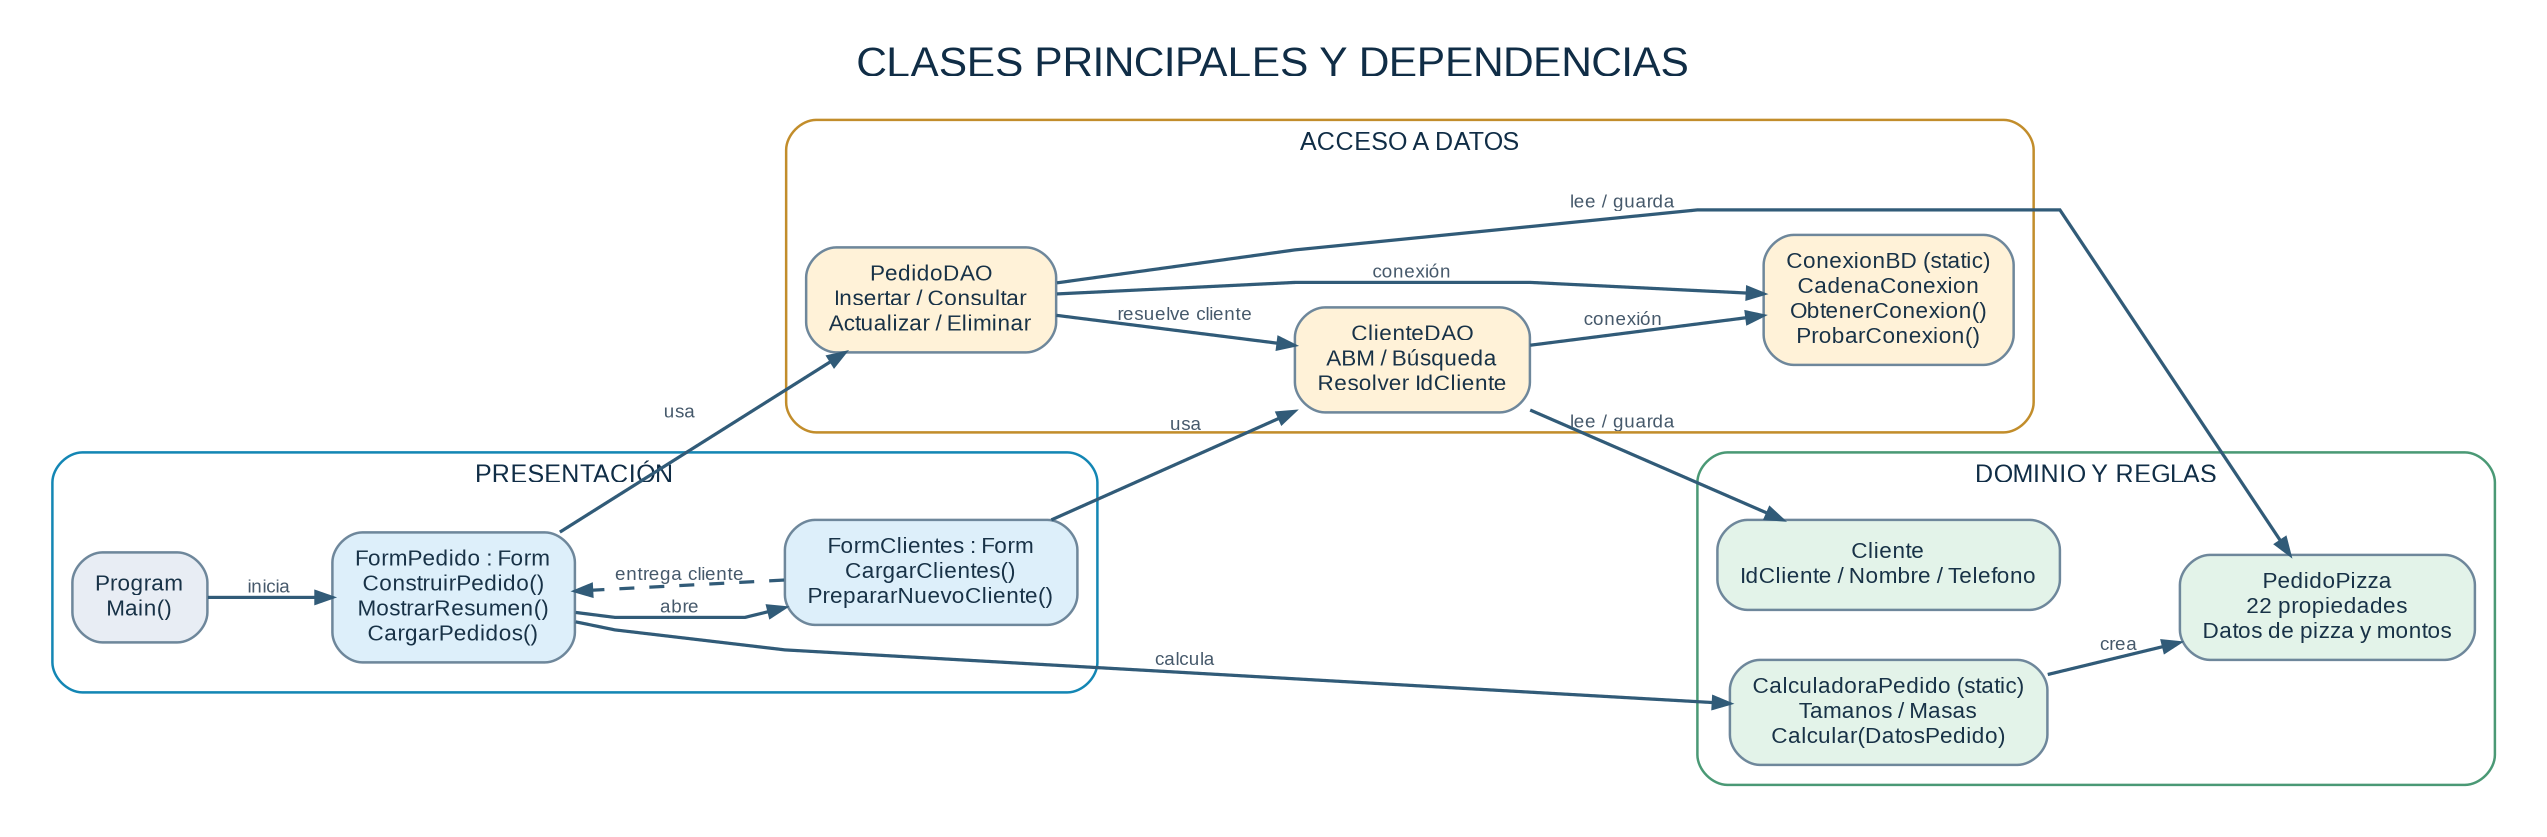 CLASES PRINCIPALES Y DEPENDENCIAS
ACCESO A DATOS
lee / guarda
PedidoDAO
Insertar / Consultar
Actualizar / Eliminar
conexión
resuelve cliente
ClienteDAO
ABM / Búsqueda
Resolver IdCliente
conexión
ConexionBD (static)
CadenaConexion
ObtenerConexion()
ProbarConexion()
usa
usa
lee / guarda
PRESENTACIÓN
Program
Main()
inicia
FormPedido : Form
ConstruirPedido()
MostrarResumen()
CargarPedidos()
entrega cliente
abre
FormClientes : Form
CargarClientes()
PrepararNuevoCliente()
calcula
DOMINIO Y REGLAS
Cliente
IdCliente / Nombre / Telefono
PedidoPizza
22 propiedades
Datos de pizza y montos
crea
CalculadoraPedido (static)
Tamanos / Masas
Calcular(DatosPedido)